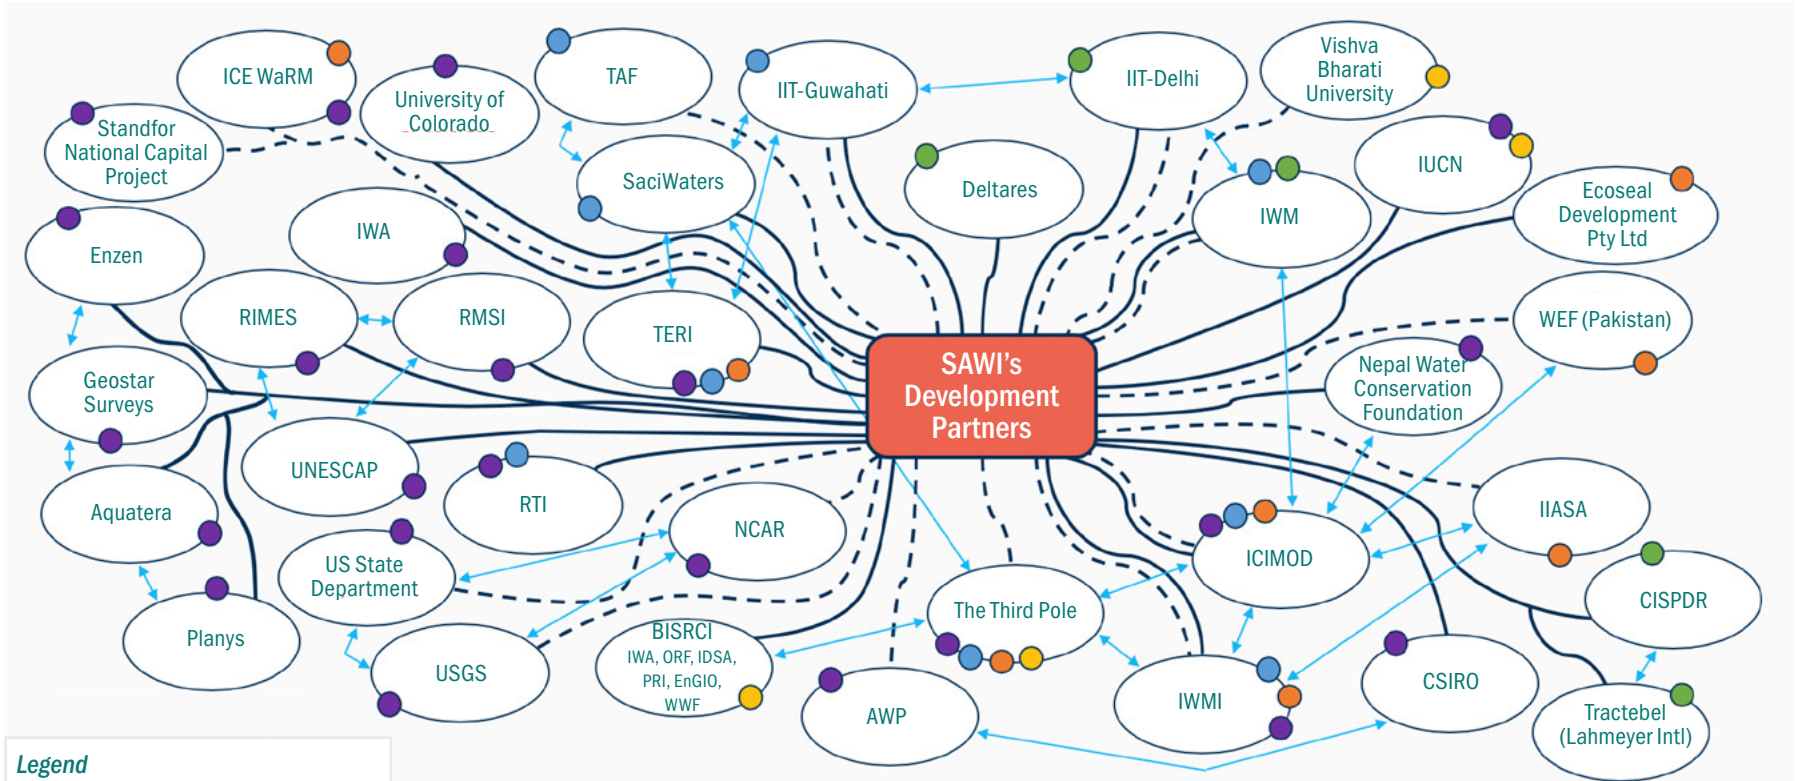 ICE WaRM
University of
Colorado
TAF
IIT-Guwahati
IIT-Delhi
Vishva
Bharati
University
Standfor
National Capital
Project
SaciWaters
Deltares
IWM
IUCN
Ecoseal
Development
Pty Ltd
Enzen
IWA
RIMES
RMSI
TERI
SAWI's
Development
Partners
WEF (Pakistan)
Nepal Water
Conservation
Foundation
Geostar
Surveys
UNESCAP
RTI
NCAR
Aquatera
US State
Department
Planys
USGS
BISRCI
IWA, ORF, IDSA,
PRI, EnGIO,
WWF
The Third Pole
ICIMOD
IIASA
CISPDR
AWP
IWMI
CSIRO
Tractebel
(Lahmeyer Intl)
Legend